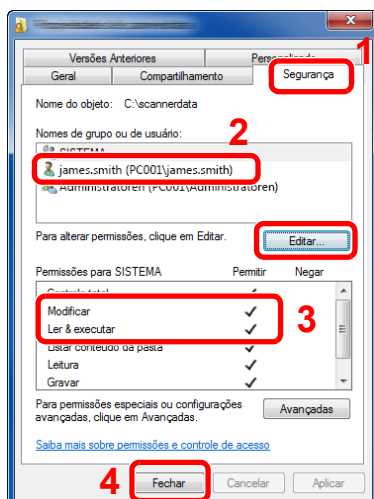 1
Versões Anteriores Personalizado
Geral Compartilhamento Segurança
Nome do objeto: C:\scannerdata
Nomes de grupo ou de usuário:
2
SISTEMA
james.smith (PC001\james.smith)
Administratoren (PC001\Administratoren)
Para alterar permissões, clique em Editar. Editar...
Permissões para SISTEMA Permitir Negar
Controle total
Modificar
3
Ler & executar
Listar conteúdo da pasta
Leitura
Gravar
Para permissões especiais ou configurações
avançadas, clique em Avançadas. Avançadas
Saiba mais sobre permissões e controle de acesso
4 Fechar Cancelar Aplicar